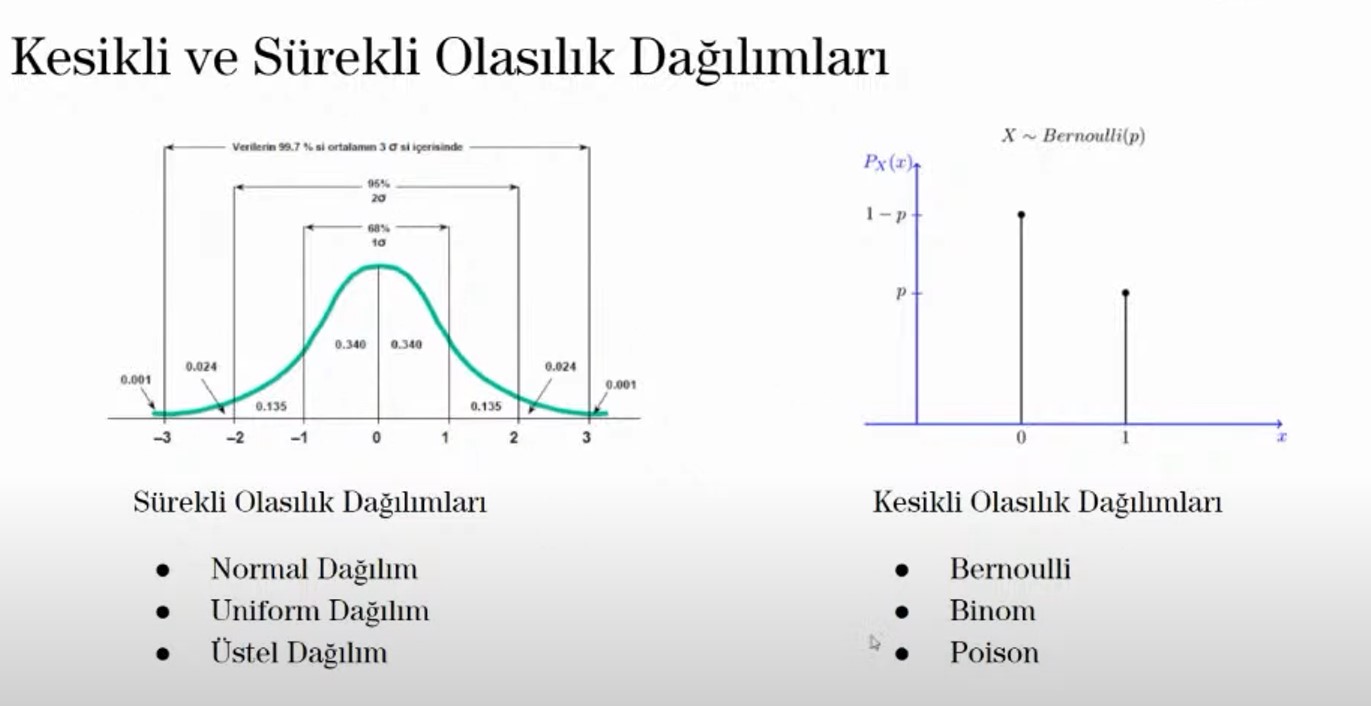 Kesikli ve Sürekli Olasılık Dağılımları
Verilerin 99.7 % si ortalamın 3 σ si içerisinde
95%
2σ
68%
1σ
0.340 0.340
0.024 0.024
0.001 0.001
0.135 0.135
–3 –2 –1 0 1 2 3
X ∼ Bernoulli(p)
P_X(x)
1 − p
p
0 1 x
Sürekli Olasılık Dağılımları
● Normal Dağılım
● Uniform Dağılım
● Üstel Dağılım
Kesikli Olasılık Dağılımları
● Bernoulli
● Binom
● Poison